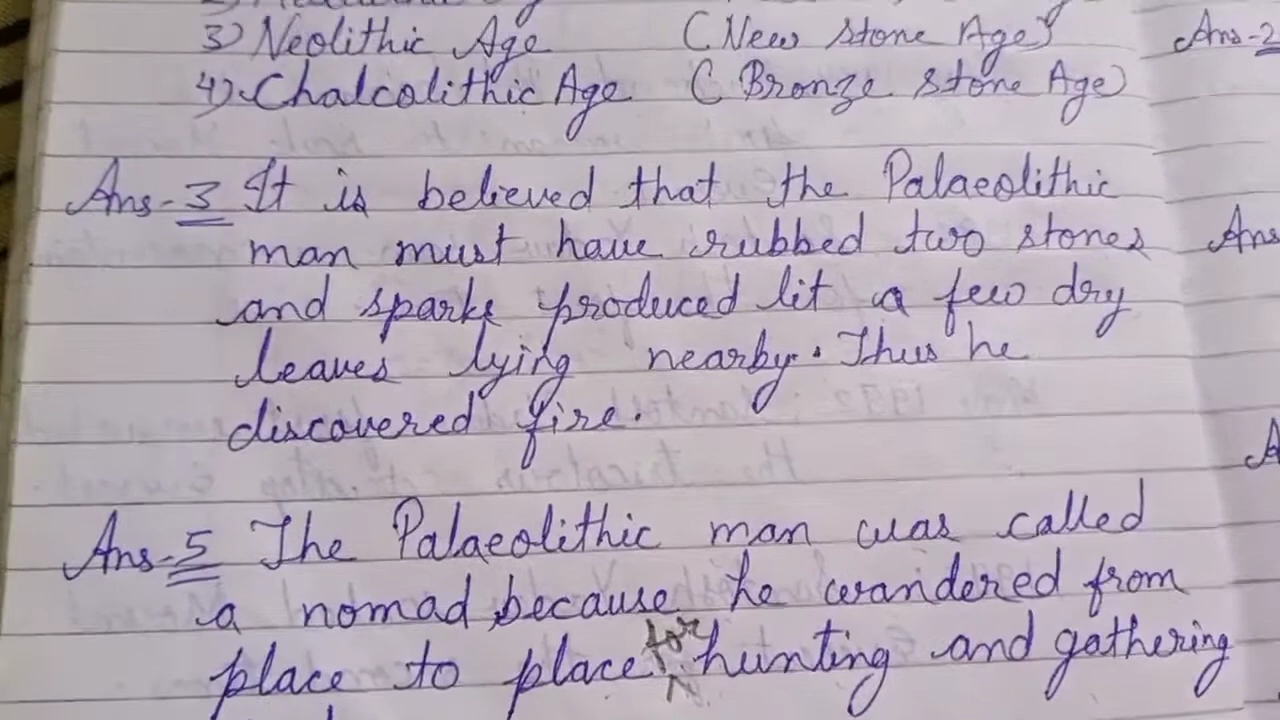 3) Neolithic Age (New Stone Age)
4) Chalcolithic Age (Bronze Stone Age)
Ans-2
Ans-3 It is believed that the Palaeolithic
man must have rubbed two stones
Ans
and sparks produced lit a few dry
leaves lying nearby. Thus he
discovered fire.
Ans-5 The Palaeolithic man was called
a nomad because he wandered from
place to place for hunting and gathering